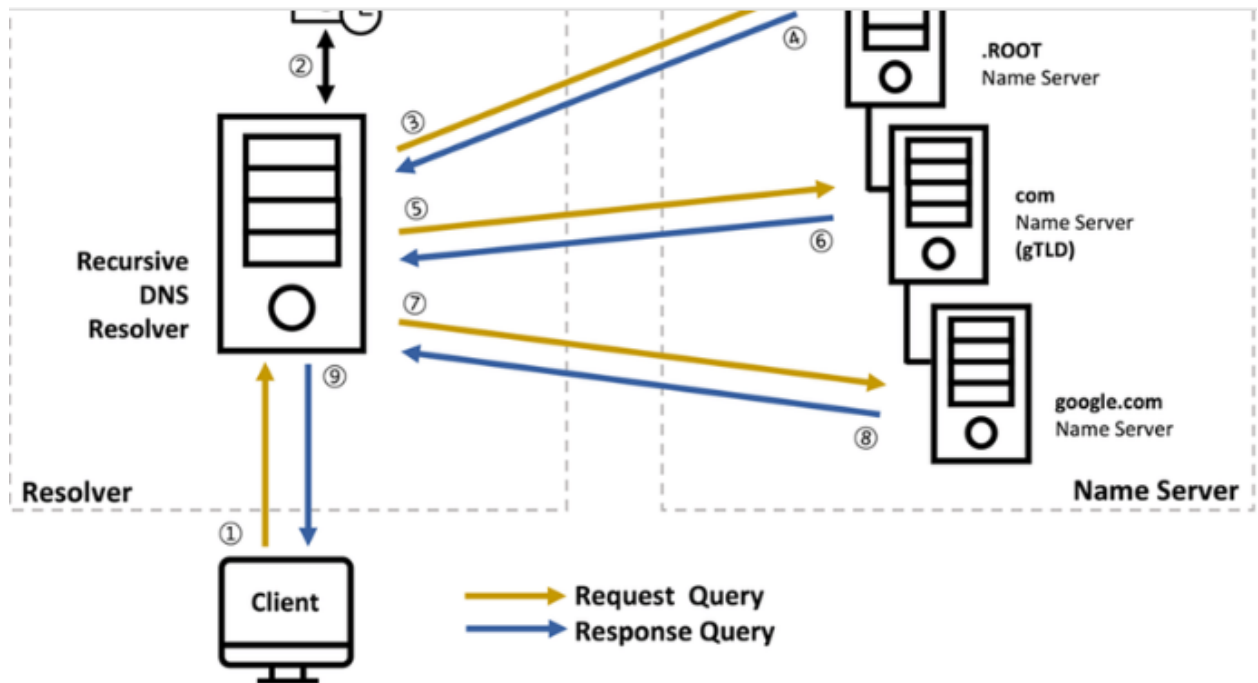 ④
.ROOT
Name Server
②
③
⑤
com
Name Server
(gTLD)
⑥
Recursive
DNS
Resolver
⑦
⑨
google.com
Name Server
⑧
Resolver
Name Server
①
Client
Request Query
Response Query